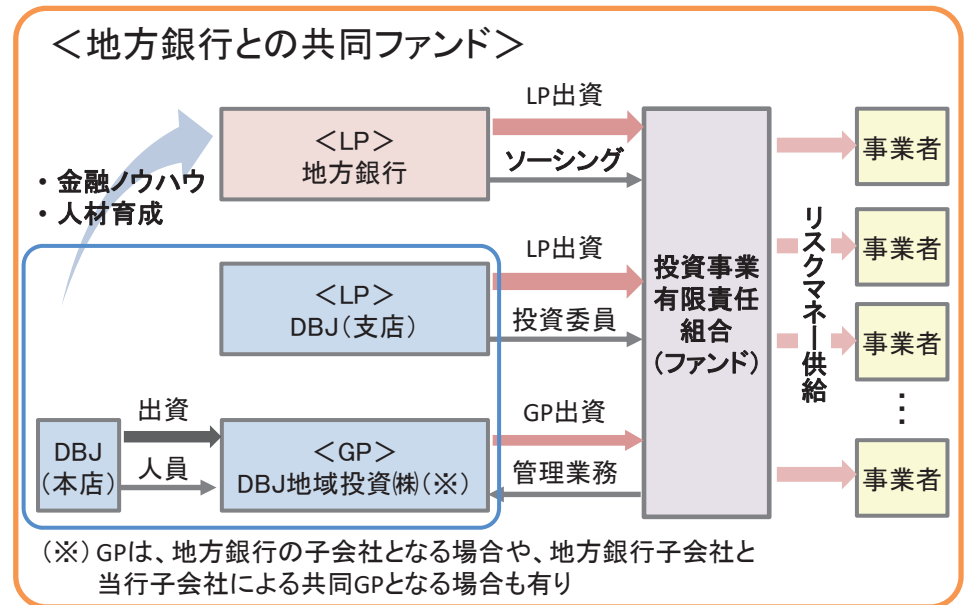 ＜地方銀行との共同ファンド＞
・金融ノウハウ
・人材育成
＜LP＞
地方銀行
LP出資
ソーシング
＜LP＞
DBJ（支店）
LP出資
投資委員
DBJ
（本店）
出資
人員
＜GP＞
DBJ地域投資㈱（※）
GP出資
管理業務
投資事業
有限責任
組合
（ファンド）
リスクマネー供給
事業者
事業者
事業者
…
事業者
（※）GPは、地方銀行の子会社となる場合や、地方銀行子会社と
当行子会社による共同GPとなる場合も有り